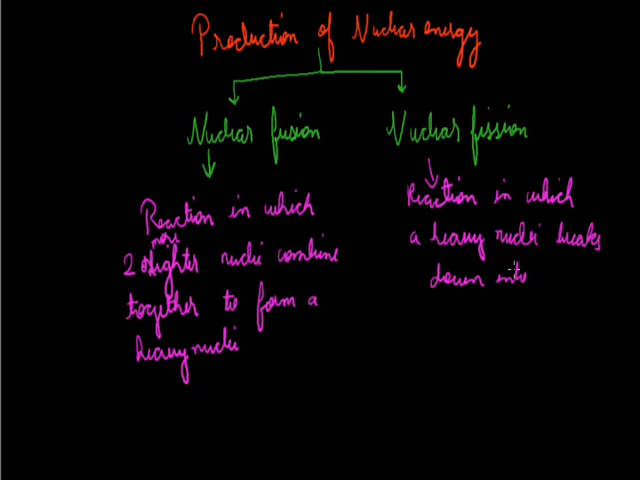 Production of Nuclear energy
Nuclear fusion
Nuclear fission
Reaction in which
more
2 or lighter nuclei combine
together to form a
heavy nuclei
Reaction in which
a heavy nuclei breaks
down into